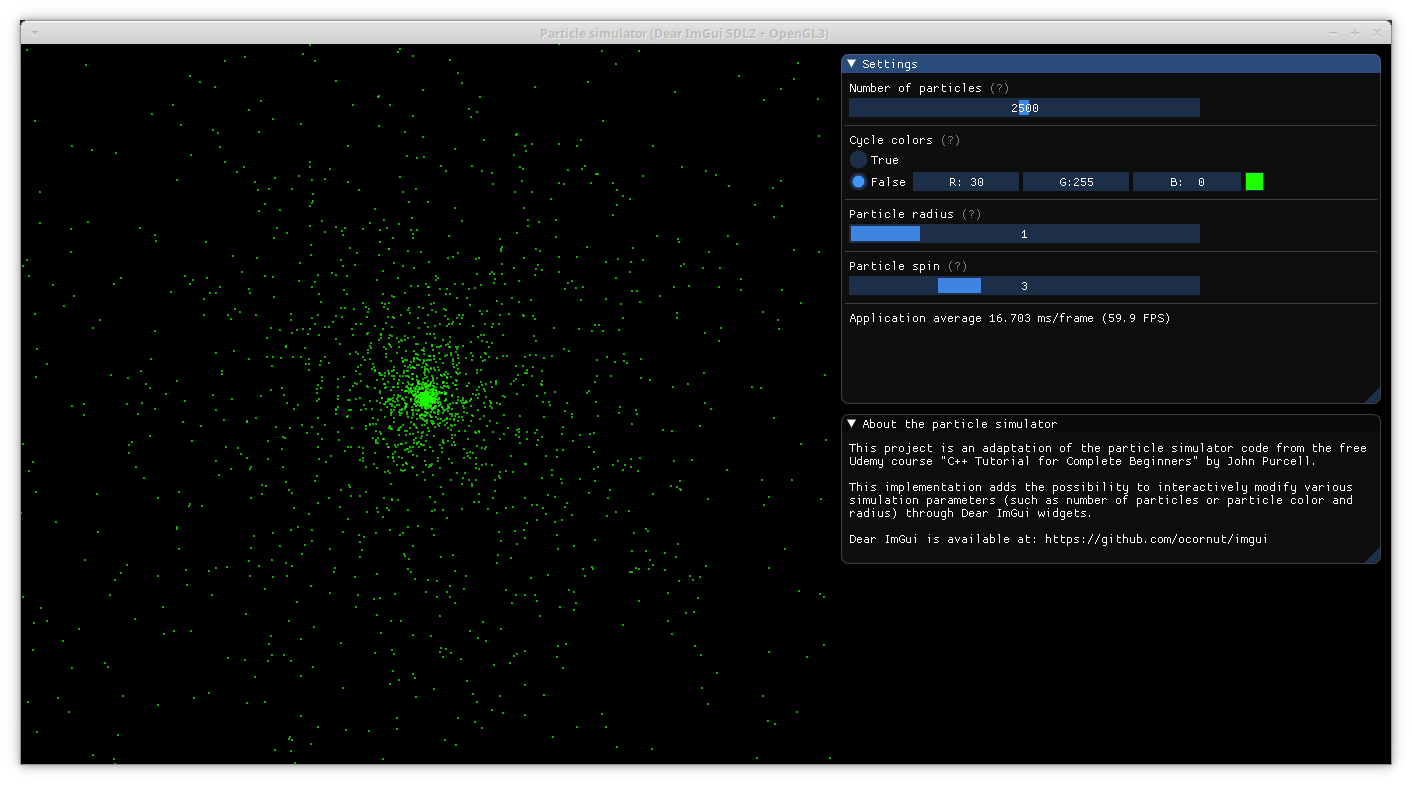 Particle simulator (Dear ImGui SDL2 + OpenGL3)
Settings
Number of particles (?)
2500
Cycle colors (?)
True
False R: 30 G:255 B: 0
Particle radius (?)
1
Particle spin (?)
3
Application average 16.703 ms/frame (59.9 FPS)
About the particle simulator
This project is an adaptation of the particle simulator code from the free
Udemy course "C++ Tutorial for Complete Beginners" by John Purcell.
This implementation adds the possibility to interactively modify various
simulation parameters (such as number of particles or particle color and
radius) through Dear ImGui widgets.
Dear ImGui is available at: https://github.com/ocornut/imgui